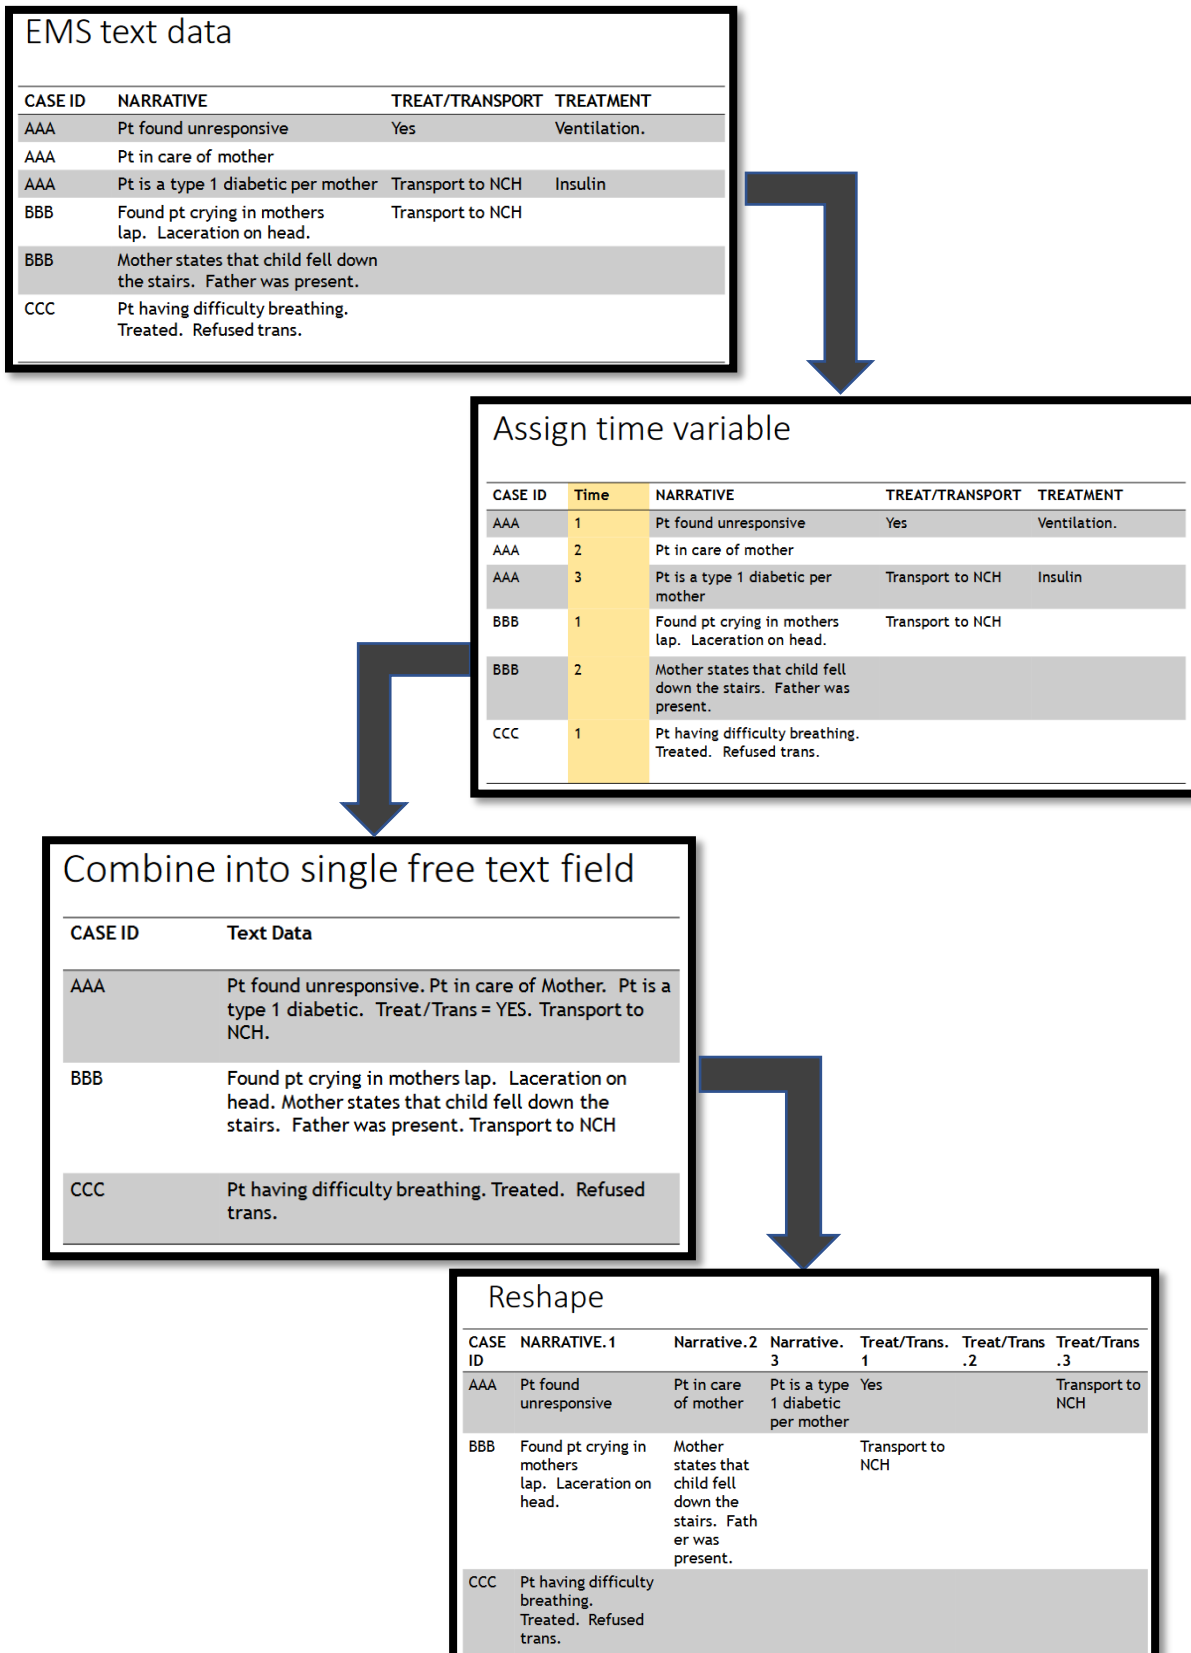 EMS text data
CASE ID NARRATIVE TREAT/TRANSPORT TREATMENT
AAA Pt found unresponsive Yes Ventilation.
AAA Pt in care of mother
AAA Pt is a type 1 diabetic per mother Transport to NCH Insulin
BBB Found pt crying in mothers Transport to NCH
lap. Laceration on head.
BBB Mother states that child fell down
the stairs. Father was present.
CCC Pt having difficulty breathing.
Treated. Refused trans.
Assign time variable
CASE ID Time NARRATIVE TREAT/TRANSPORT TREATMENT
AAA 1 Pt found unresponsive Yes Ventilation.
AAA 2 Pt in care of mother
AAA 3 Pt is a type 1 diabetic per Transport to NCH Insulin
mother
BBB 1 Found pt crying in mothers Transport to NCH
lap. Laceration on head.
BBB 2 Mother states that child fell
down the stairs. Father was
present.
CCC 1 Pt having difficulty breathing.
Treated. Refused trans.
Combine into single free text field
CASE ID Text Data
AAA Pt found unresponsive. Pt in care of Mother. Pt is a
type 1 diabetic. Treat/Trans = YES. Transport to
NCH.
BBB Found pt crying in mothers lap. Laceration on
head. Mother states that child fell down the
stairs. Father was present. Transport to NCH
CCC Pt having difficulty breathing. Treated. Refused
trans.
Reshape
CASE NARRATIVE.1 Narrative.2 Narrative. Treat/Trans. Treat/Trans Treat/Trans
ID 3 1 .2 .3
AAA Pt found Pt in care Pt is a type Yes Transport to
unresponsive of mother 1 diabetic NCH
per mother
BBB Found pt crying in Mother Transport to
mothers states that NCH
lap. Laceration on child fell
head. down the
stairs. Fath
er was
present.
CCC Pt having difficulty
breathing.
Treated. Refused
trans.